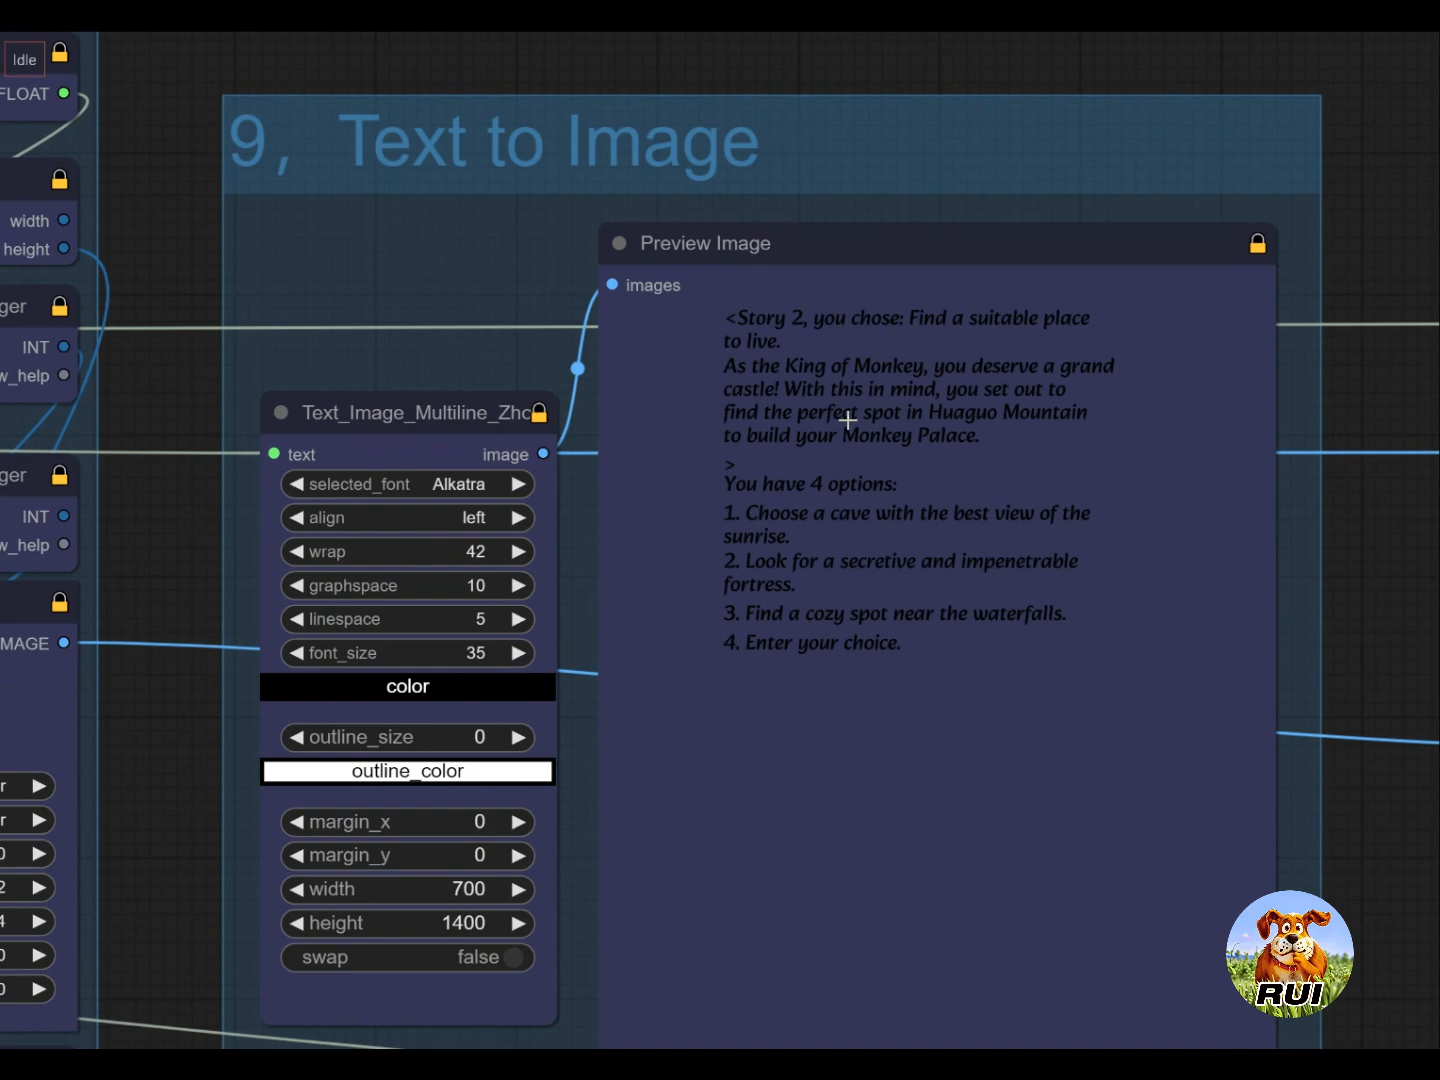 Idle
FLOAT
width
height
ger
INT
w_help
ger
INT
w_help
MAGE
r
r
0
2
4
0
0
9, Text to Image
Text_Image_Multiline_Zhc
text image
selected_font Alkatra
align left
wrap 42
graphspace 10
linespace 5
font_size 35
color
outline_size 0
outline_color
margin_x 0
margin_y 0
width 700
height 1400
swap false
Preview Image
images
<Story 2, you chose: Find a suitable place
to live.
As the King of Monkey, you deserve a grand
castle! With this in mind, you set out to
find the perfect spot in Huaguo Mountain
to build your Monkey Palace.
>
You have 4 options:
1. Choose a cave with the best view of the
sunrise.
2. Look for a secretive and impenetrable
fortress.
3. Find a cozy spot near the waterfalls.
4. Enter your choice.
RUI